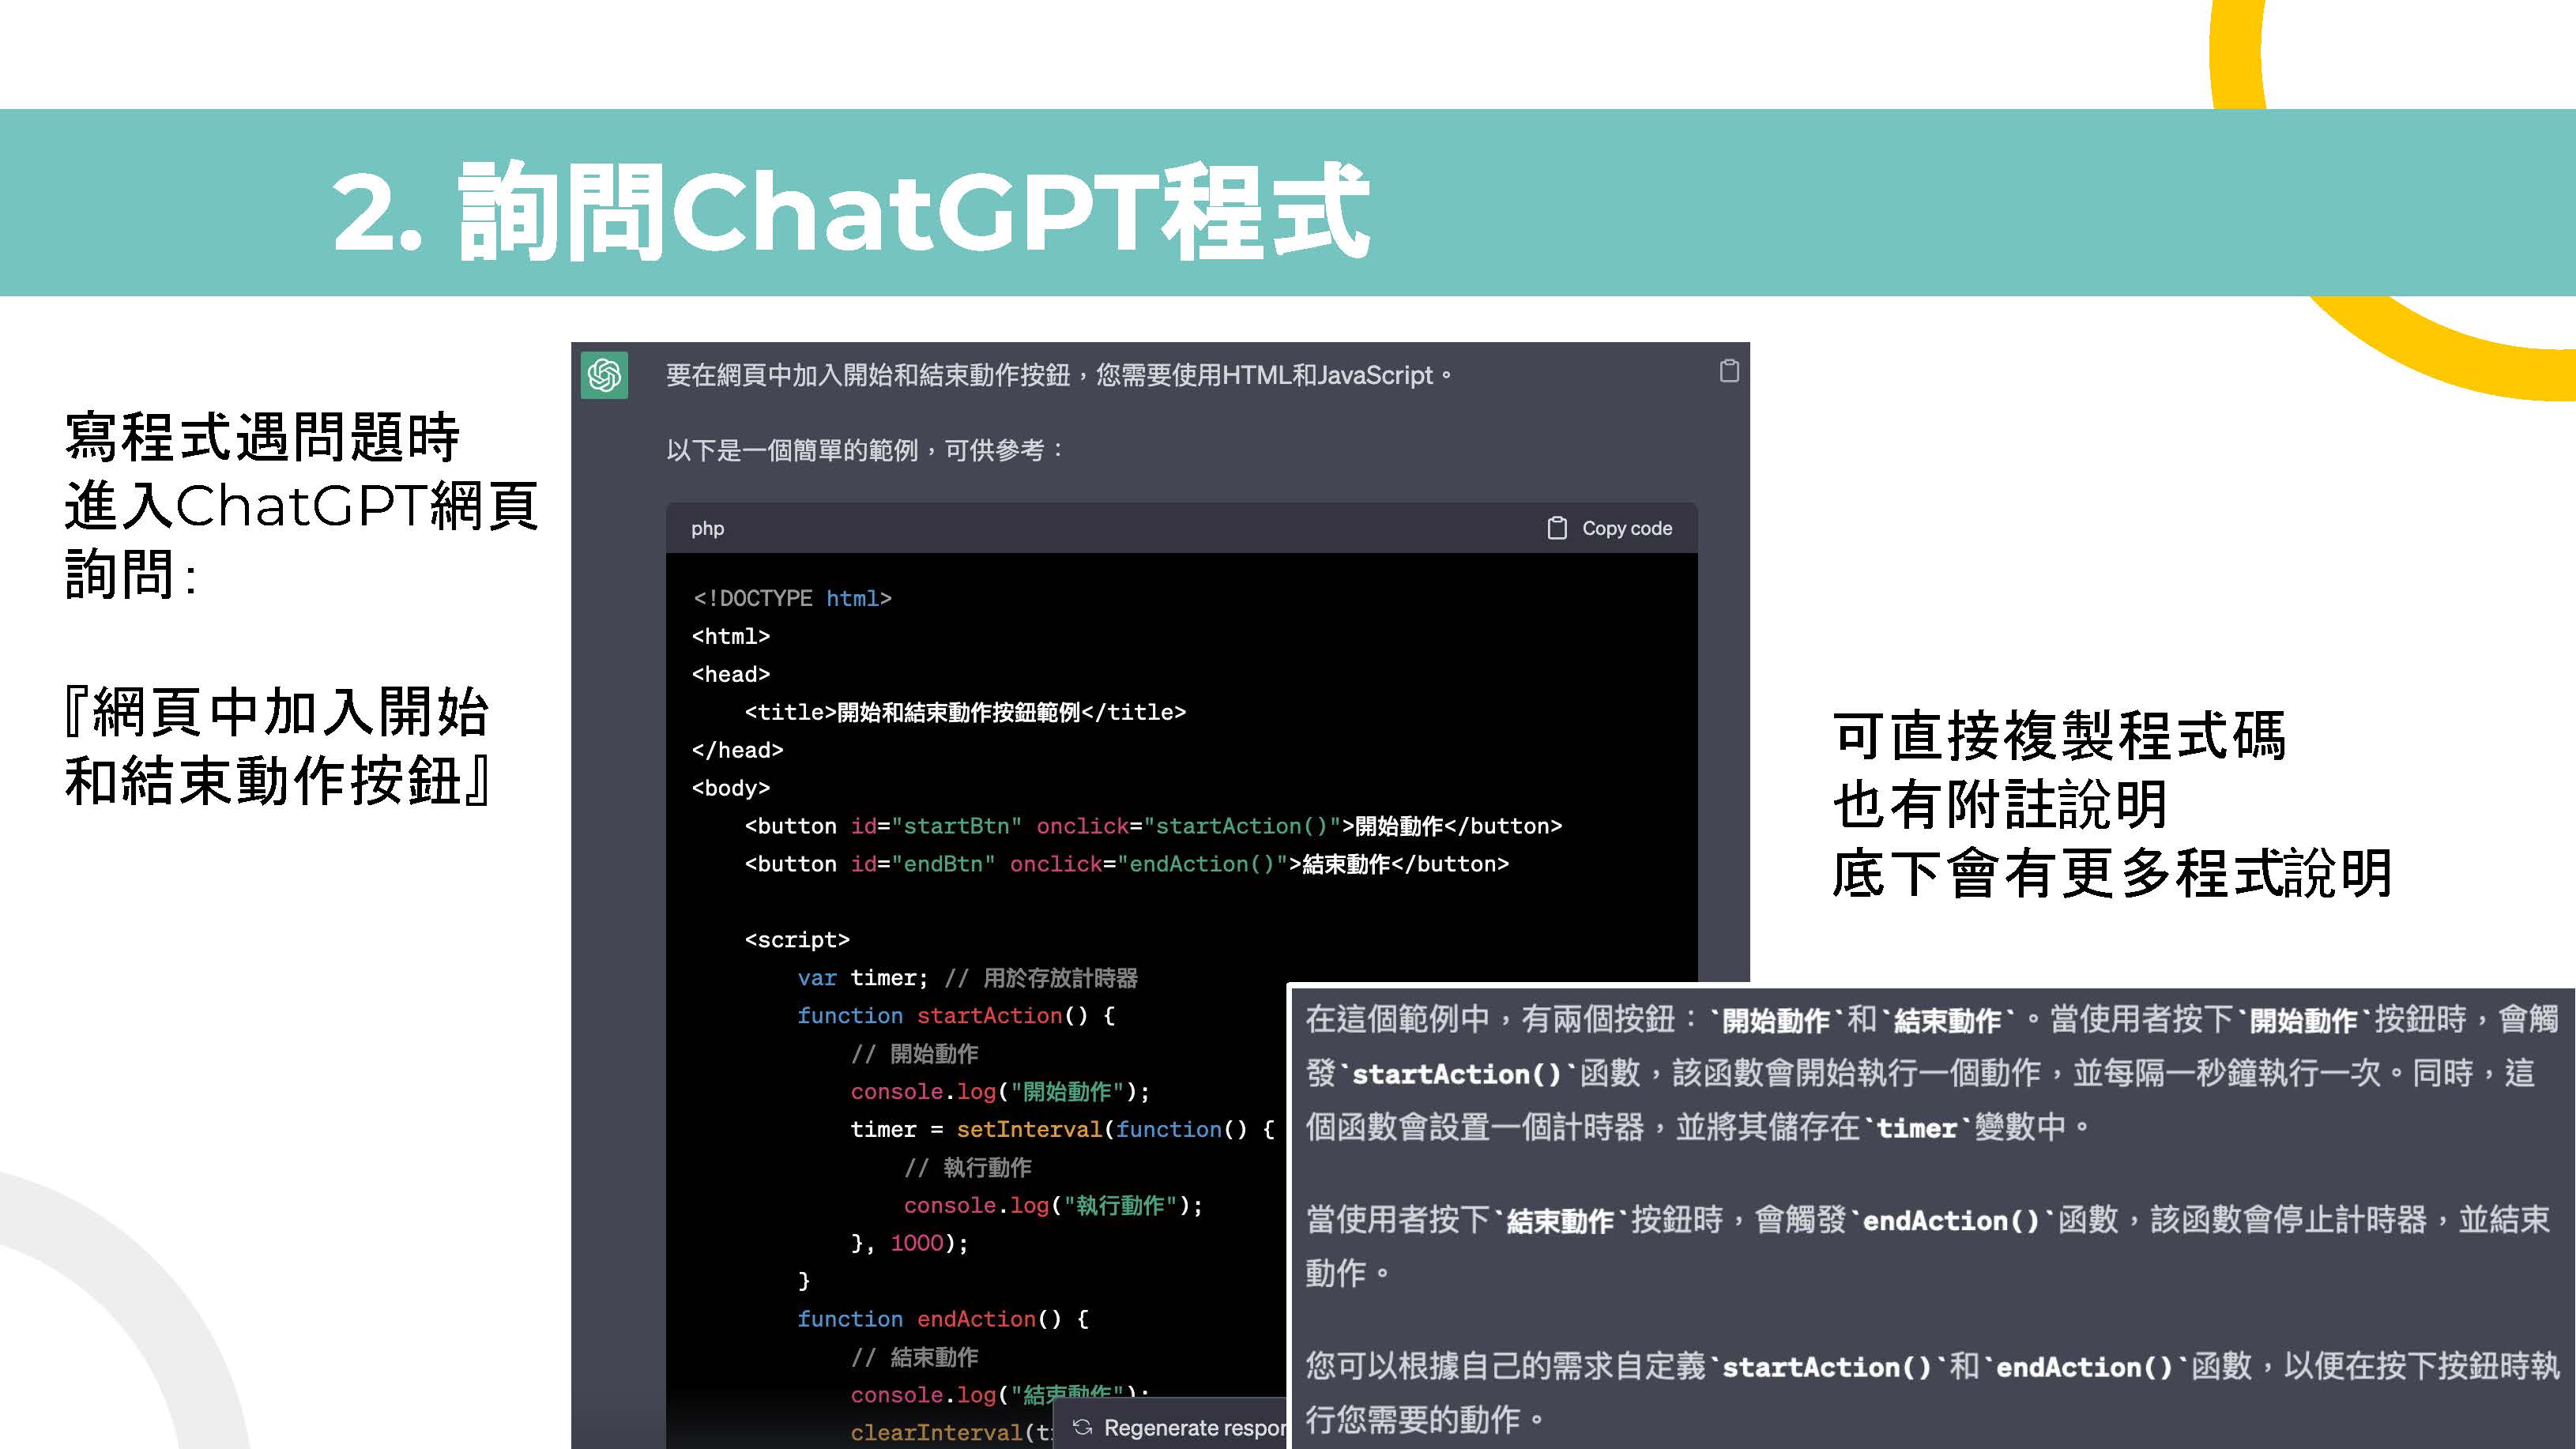 2. 詢問ChatGPT程式
寫程式遇問題時
進入ChatGPT網頁
詢問:
『網頁中加入開始
和結束動作按鈕』
要在網頁中加入開始和結束動作按鈕，您需要使用HTML和JavaScript。
以下是一個簡單的範例，可供參考：
php
Copy code
<!DOCTYPE html>
<html>
<head>
<title>開始和結束動作按鈕範例</title>
</head>
<body>
<button id="startBtn" onclick="startAction()">開始動作</button>
<button id="endBtn" onclick="endAction()">結束動作</button>
<script>
var timer; // 用於存放計時器
function startAction() {
// 開始動作
console.log("開始動作");
timer = setInterval(function() {
// 執行動作
console.log("執行動作");
}, 1000);
}
function endAction() {
// 結束動作
console.log("結束動作");
clearInterval(
Regenerate
可直接複製程式碼
也有附註說明
底下會有更多程式說明
在這個範例中，有兩個按鈕：`開始動作`和`結束動作`。當使用者按下`開始動作`按鈕時，會觸
發`startAction()`函數，該函數會開始執行一個動作，並每隔一秒鐘執行一次。同時，這
個函數會設置一個計時器，並將其儲存在`timer`變數中。
當使用者按下`結束動作`按鈕時，會觸發`endAction()`函數，該函數會停止計時器，並結束
動作。
您可以根據自己的需求自定義`startAction()`和`endAction()`函數，以便在按下按鈕時執
行您需要的動作。